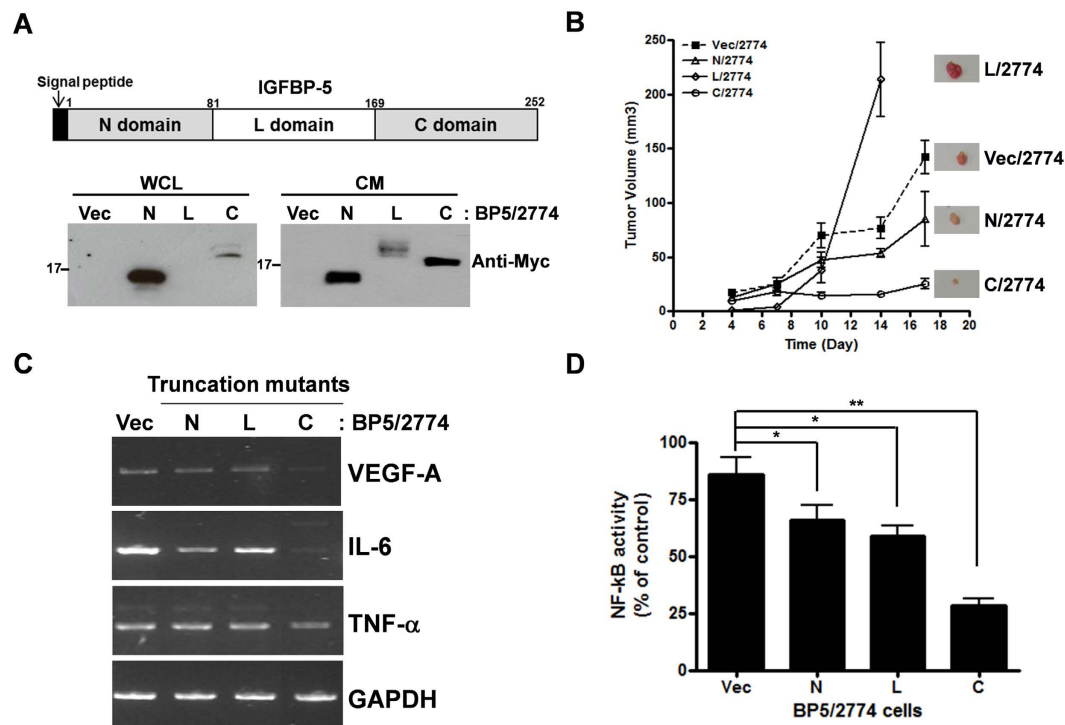 A
Signal peptide
IGFBP-5
1 81 169 252
N domain L domain C domain
WCL CM
Vec N L C Vec N L C : BP5/2774
17 17 Anti-Myc
B
Vec/2774
N/2774
L/2774
C/2774
Tumor Volume (mm3)
250
200
150
100
50
0
0 2 4 6 8 10 12 14 16 18 20
Time (Day)
L/2774
Vec/2774
N/2774
C/2774
C
Truncation mutants
Vec N L C : BP5/2774
VEGF-A
IL-6
TNF-α
GAPDH
D
NF-kB activity
(% of control)
100
75
50
25
0
**
*
*
Vec N L C
BP5/2774 cells